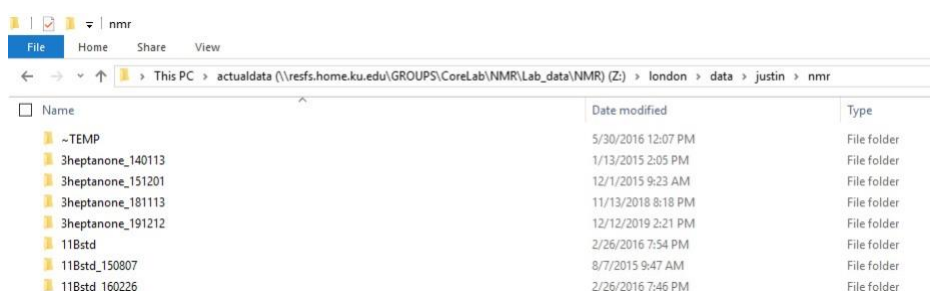 nmr
File Home Share View
This PC > actualdata (\\resfs.home.ku.edu\GROUPS\CoreLab\NMR\Lab_data\NMR) (Z:) > london > data > justin > nmr
Name Date modified Type
~TEMP 5/30/2016 12:07 PM File folder
3heptanone_140113 1/13/2015 2:05 PM File folder
3heptanone_151201 12/1/2015 9:23 AM File folder
3heptanone_181113 11/13/2018 8:18 PM File folder
3heptanone_191212 12/12/2019 2:21 PM File folder
11Bstd 2/26/2016 7:54 PM File folder
11Bstd_150807 8/7/2015 9:47 AM File folder
11Bstd_160226 2/26/2016 7:46 PM File folder